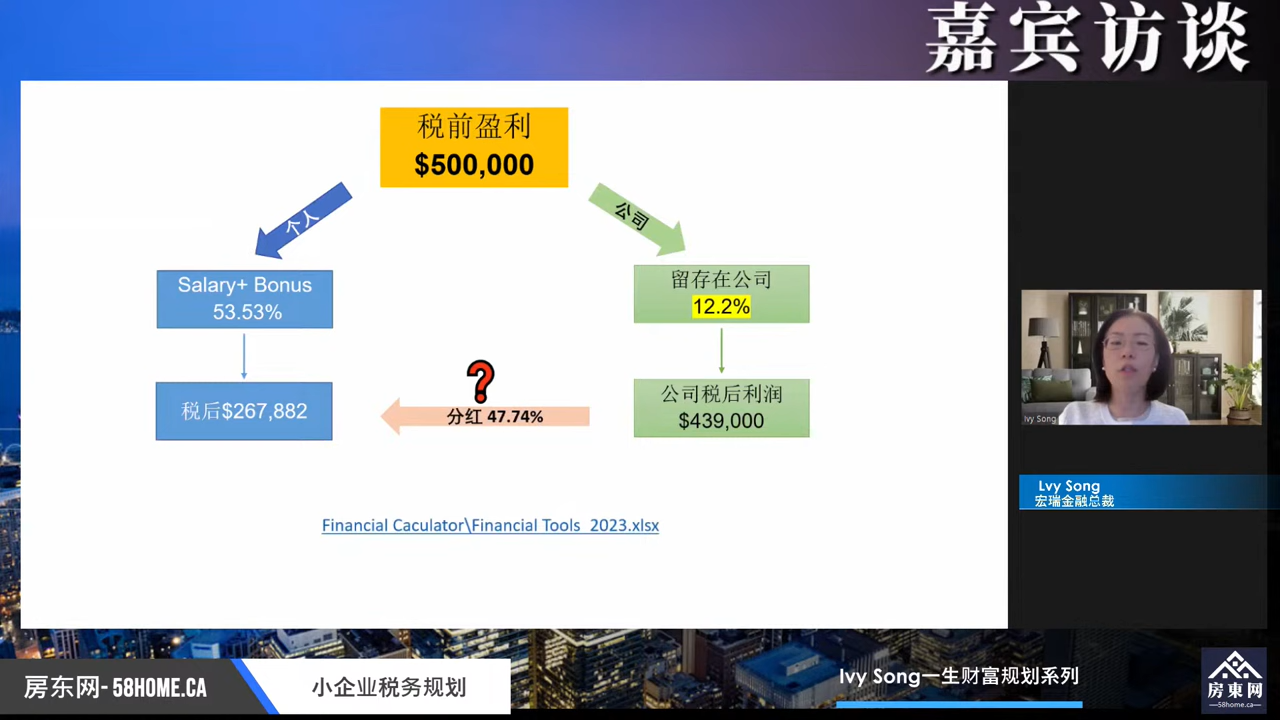 嘉宾访谈
税前盈利
$500,000
个人
公司
Salary+ Bonus
53.53%
留存在公司
12.2%
税后$267,882
?
分红 47.74%
公司税后利润
$439,000
Financial Caculator\Financial Tools_2023.xlsx
Ivy Song
Lvy Song
宏瑞金融总裁
房东网- 58HOME.CA
小企业税务规划
Ivy Song一生财富规划系列
房東网
58home.ca